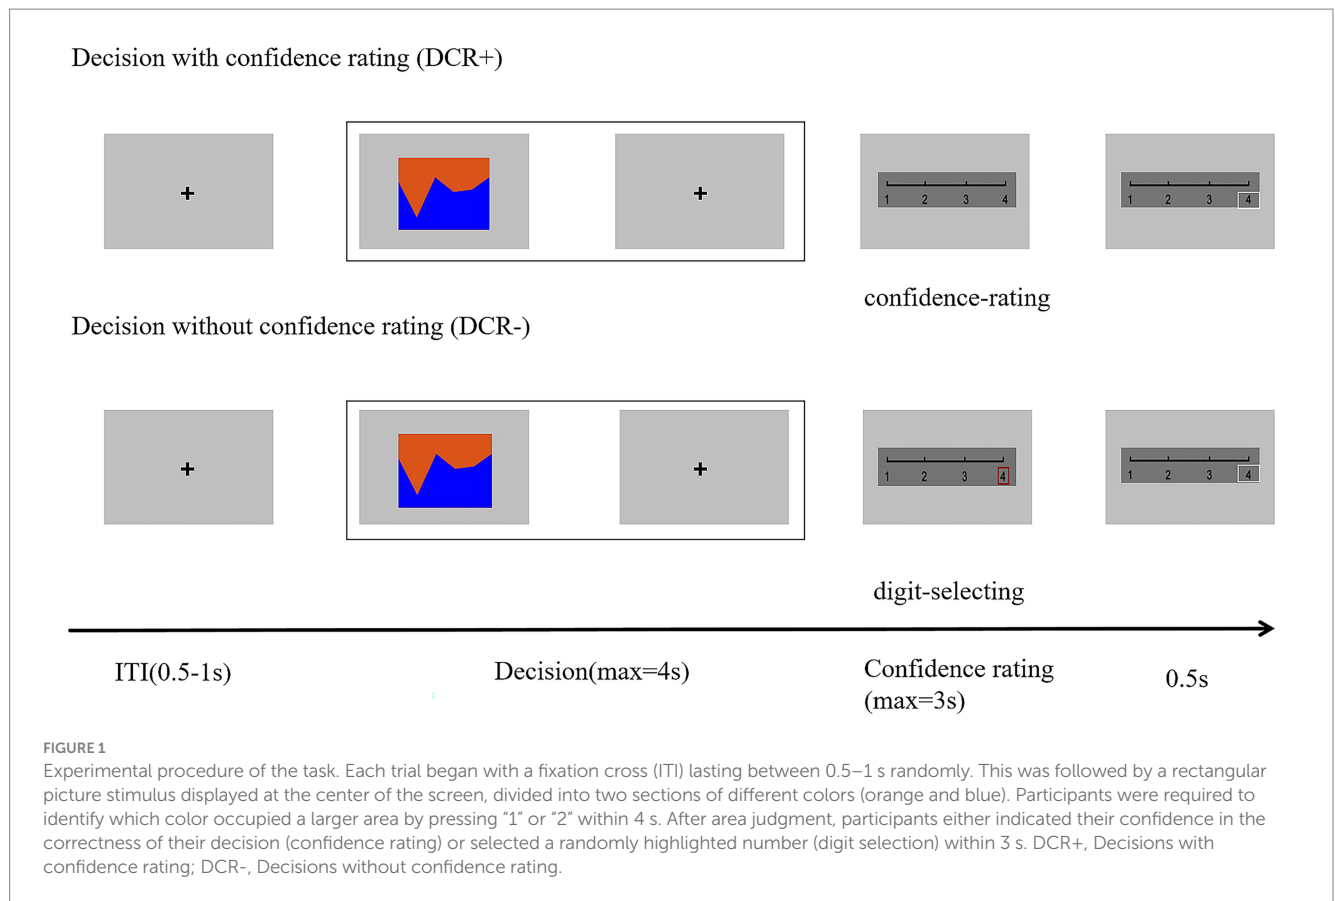 Decision with confidence rating (DCR+)
+
+
1 2 3 4
1 2 3 4
confidence-rating
Decision without confidence rating (DCR-)
+
+
1 2 3 4
1 2 3 4
digit-selecting
ITI(0.5-1s)
Decision(max=4s)
Confidence rating
(max=3s)
0.5s
FIGURE 1
Experimental procedure of the task. Each trial began with a fixation cross (ITI) lasting between 0.5–1 s randomly. This was followed by a rectangular
picture stimulus displayed at the center of the screen, divided into two sections of different colors (orange and blue). Participants were required to
identify which color occupied a larger area by pressing “1” or “2” within 4 s. After area judgment, participants either indicated their confidence in the
correctness of their decision (confidence rating) or selected a randomly highlighted number (digit selection) within 3 s. DCR+, Decisions with
confidence rating; DCR-, Decisions without confidence rating.